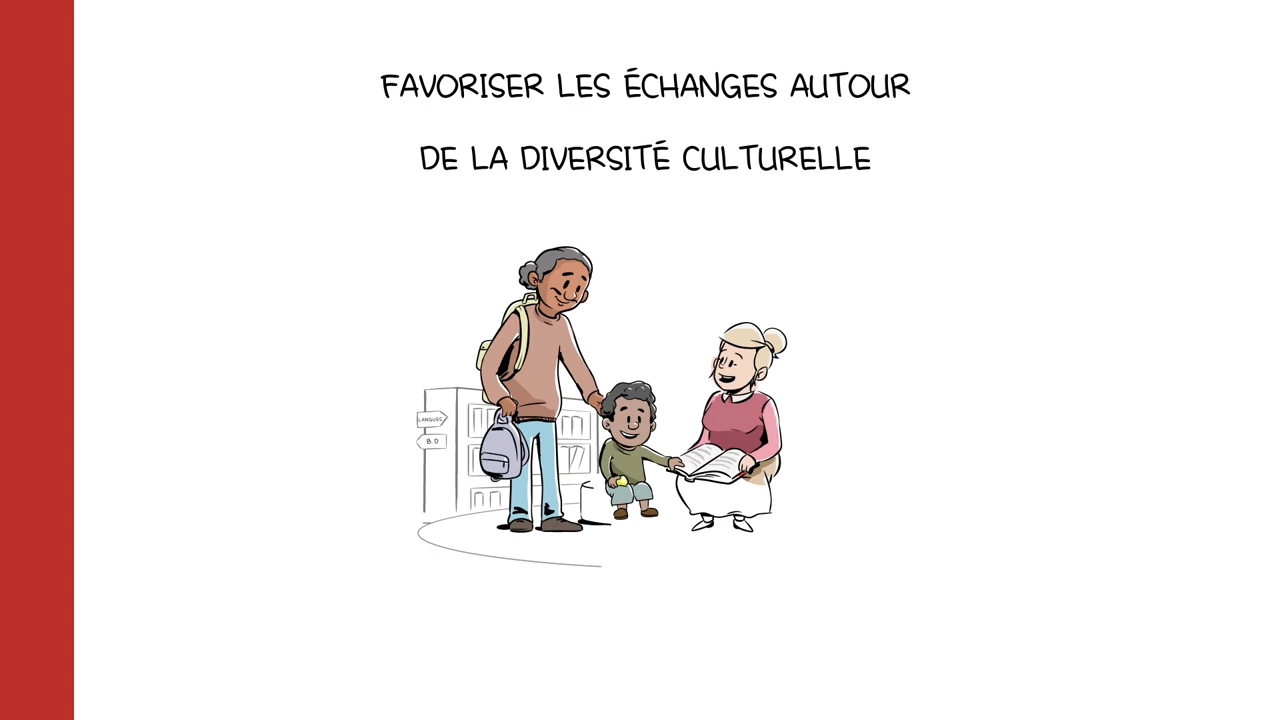 FAVORISER LES ÉCHANGES AUTOUR
DE LA DIVERSITÉ CULTURELLE
LANGUES
B.D